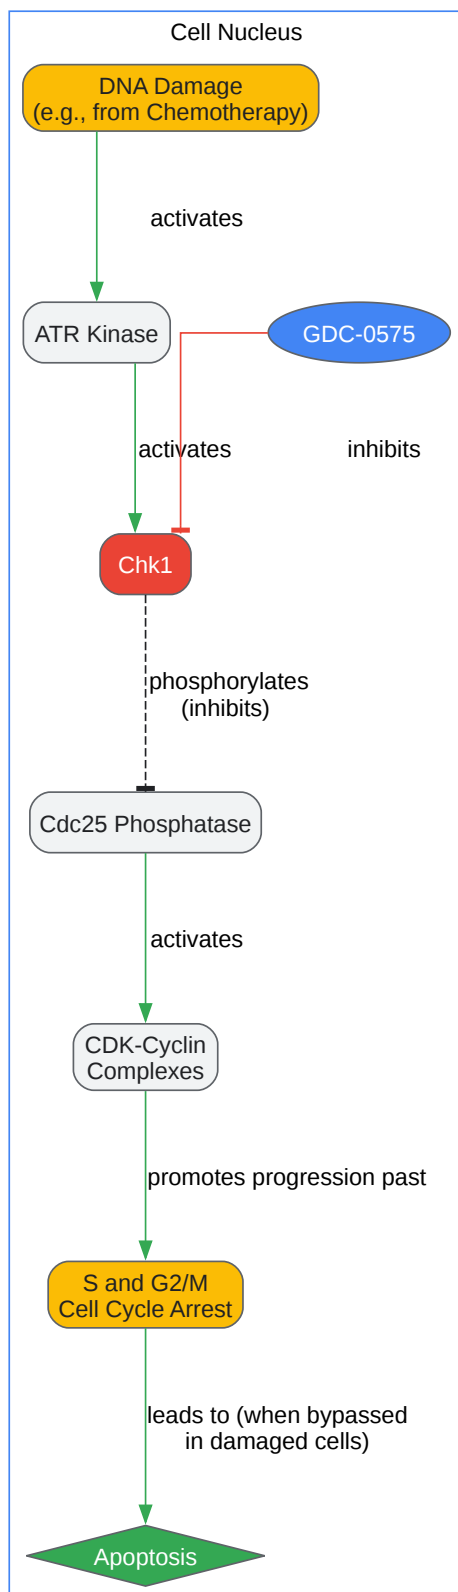 Cell Nucleus
DNA Damage
(e.g., from Chemotherapy)
activates
ATR Kinase
GDC-0575
activates
inhibits
Chk1
phosphorylates
(inhibits)
Cdc25 Phosphatase
activates
CDK-Cyclin
Complexes
promotes progression past
S and G2/M
Cell Cycle Arrest
leads to (when bypassed
in damaged cells)
Apoptosis